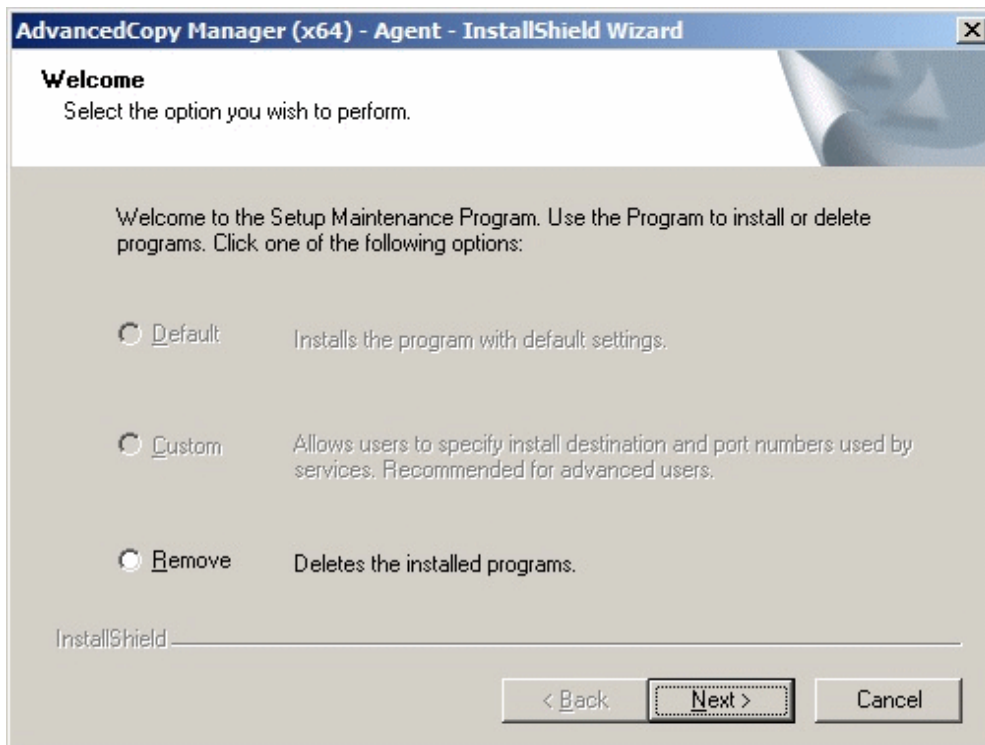 AdvancedCopy Manager (x64) - Agent - InstallShield Wizard
Welcome
Select the option you wish to perform.
Welcome to the Setup Maintenance Program. Use the Program to install or delete
programs. Click one of the following options:
Default Installs the program with default settings.
Custom Allows users to specify install destination and port numbers used by
services. Recommended for advanced users.
Remove Deletes the installed programs.
InstallShield
< Back Next > Cancel